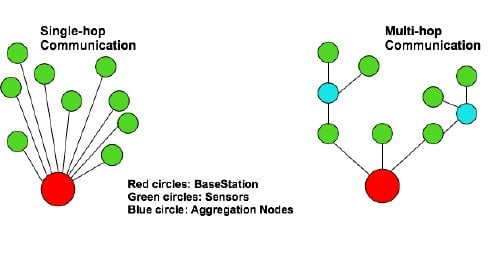 Single-hop
Communication
Multi-hop
Communication
Red circles: BaseStation
Green circles: Sensors
Blue circle: Aggregation Nodes